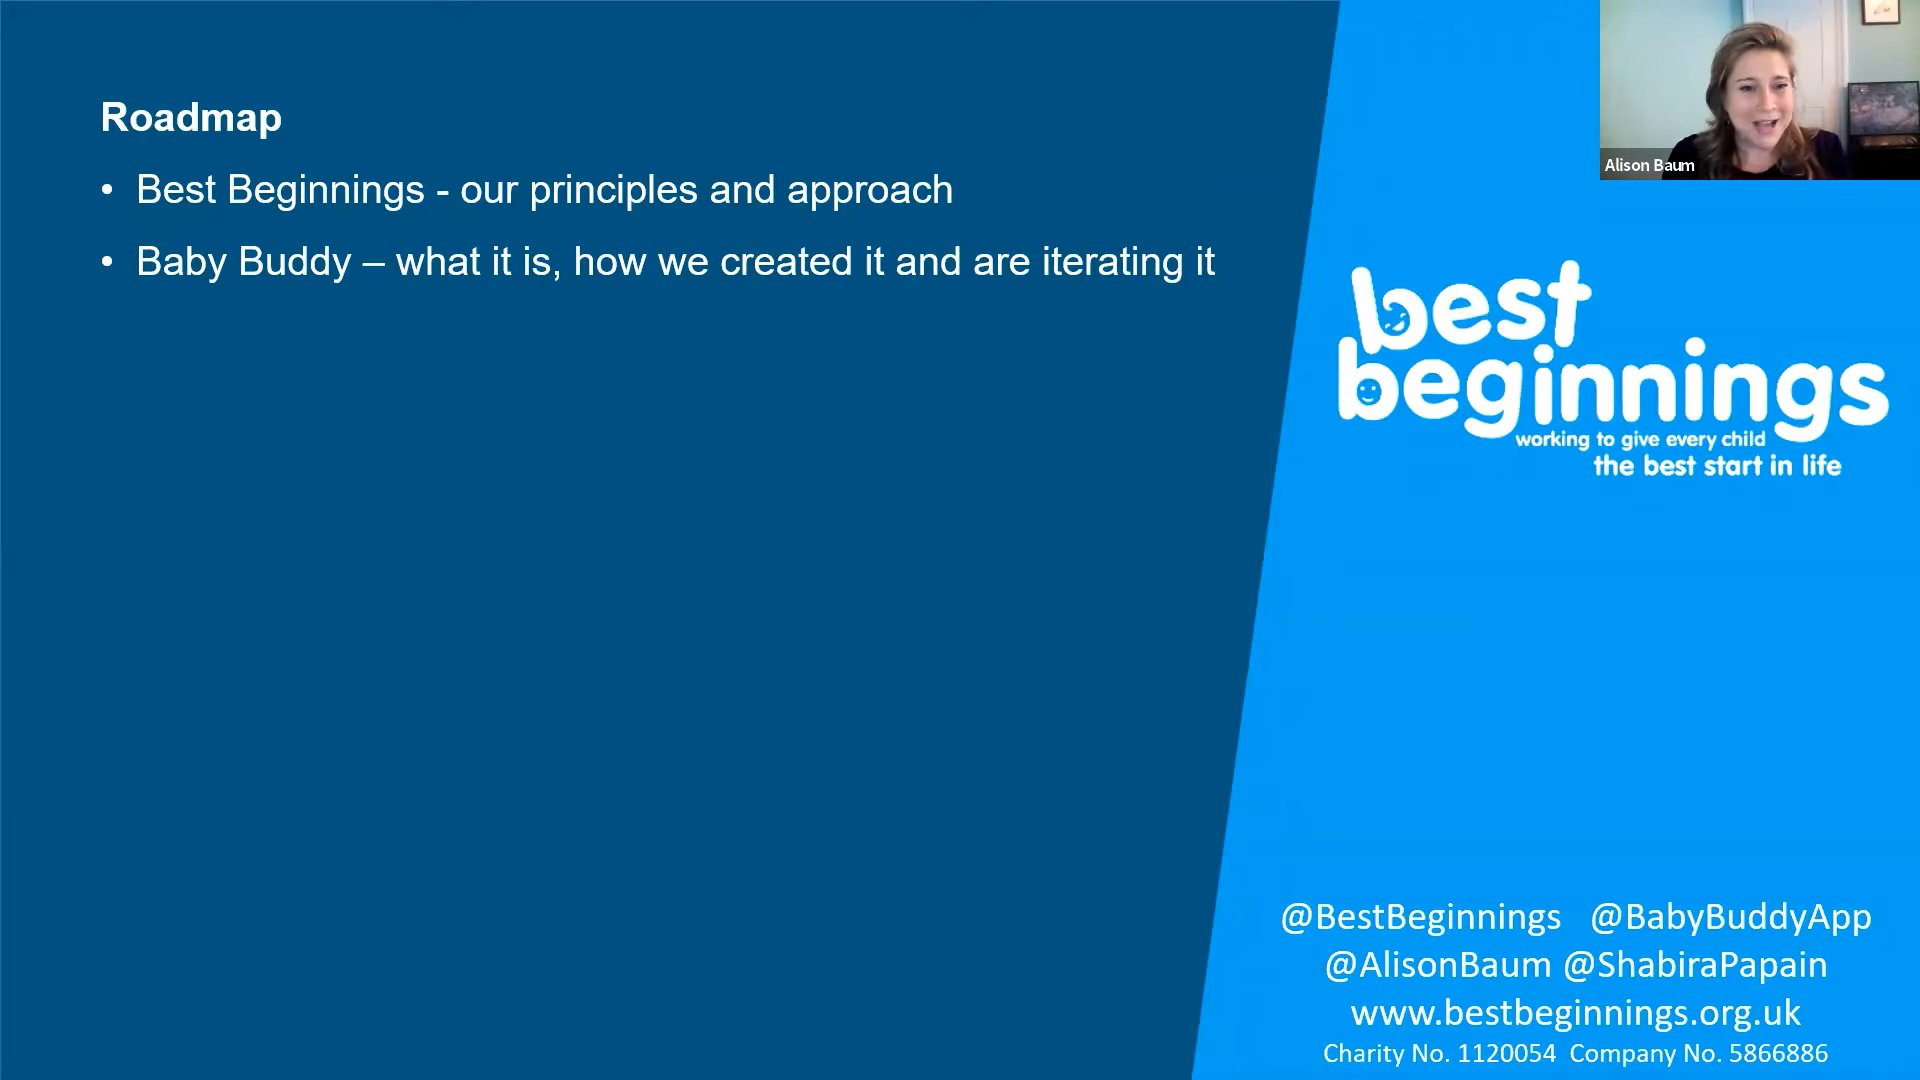 Roadmap
• Best Beginnings - our principles and approach
• Baby Buddy – what it is, how we created it and are iterating it
Alison Baum
best
beginnings
working to give every child
the best start in life
@BestBeginnings @BabyBuddyApp
@AlisonBaum @ShabiraPapain
www.bestbeginnings.org.uk
Charity No. 1120054 Company No. 5866886